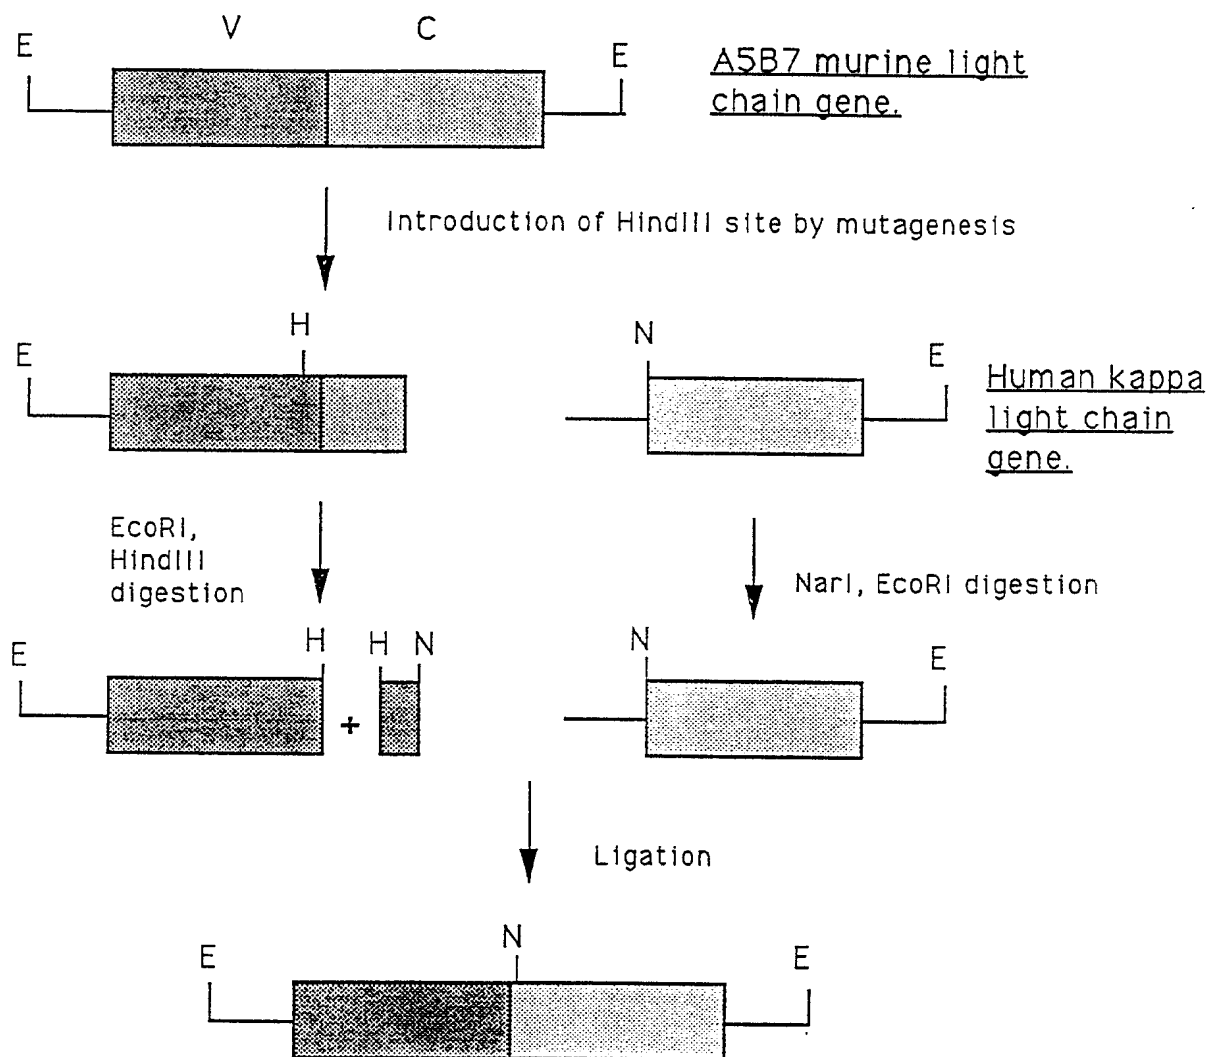 V C
E E
A5B7 murine light
chain gene.
Introduction of HindIII site by mutagenesis
H
E
N
E
Human kappa
light chain
gene.
EcoRI,
HindIII
digestion
NarI, EcoRI digestion
E H + H N
N E
Ligation
E N E